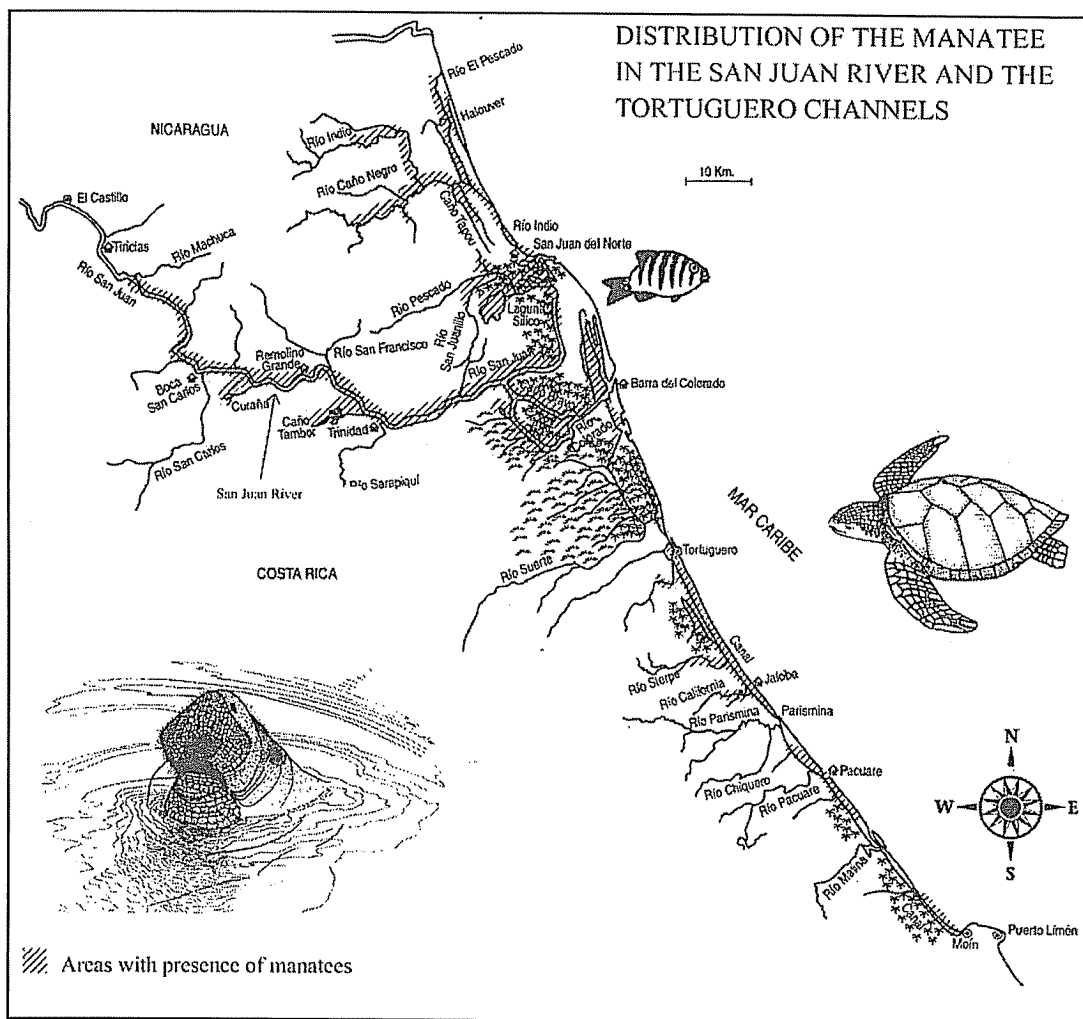 DISTRIBUTION OF THE MANATEE
IN THE SAN JUAN RIVER AND THE
TORTUGUERO CHANNELS
Río El Pescado
Halouver
NICARAGUA
Río Indio
Río Caño Negro
10 Km.
El Castillo
Caño Tapou
Río Indio
San Juan del Norte
Tiricias
Río Machuca
Río San Juan
Río Pescado
Laguna
Silico
Río
San Juanillo
Río San Francisco
Remolino
Grande
Río San Juan
Boca
San Carlos
Cutaña
Barra del Colorado
Caño
Tambor
Trinidad
Río
Colorado
Río San Carlos
San Juan River
Río Sarapiquí
MAR CARIBE
Tortuguero
Río Suerte
COSTA RICA
Canal
Río Sierpe
Jaloba
Río California
Río Parismina
Parismina
N
Pacuare
Río Chiquero
Río Pacuare
W
E
S
Río Matina
Canal
Moín
Puerto Limón
Areas with presence of manatees